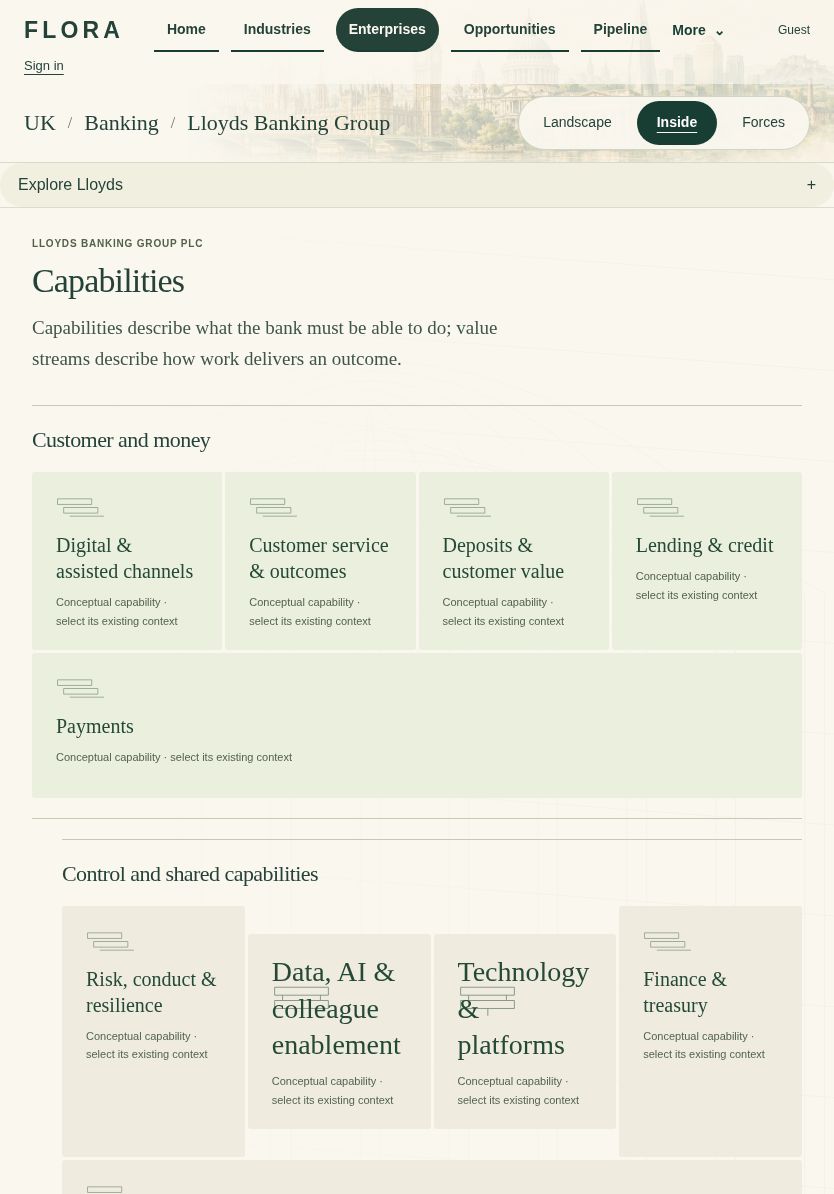 FLORA
Home
Industries
Enterprises
Opportunities
Pipeline
More
Guest
Sign in
UK / Banking / Lloyds Banking Group
Landscape
Inside
Forces
Explore Lloyds
+
LLOYDS BANKING GROUP PLC
Capabilities
Capabilities describe what the bank must be able to do; value
streams describe how work delivers an outcome.
Customer and money
Digital &
assisted channels
Conceptual capability ·
select its existing context
Customer service
& outcomes
Conceptual capability ·
select its existing context
Deposits &
customer value
Conceptual capability ·
select its existing context
Lending & credit
Conceptual capability ·
select its existing context
Payments
Conceptual capability · select its existing context
Control and shared capabilities
Risk, conduct &
resilience
Conceptual capability ·
select its existing context
Data, AI &
colleague
enablement
Conceptual capability ·
select its existing context
Technology
&
platforms
Conceptual capability ·
select its existing context
Finance &
treasury
Conceptual capability ·
select its existing context